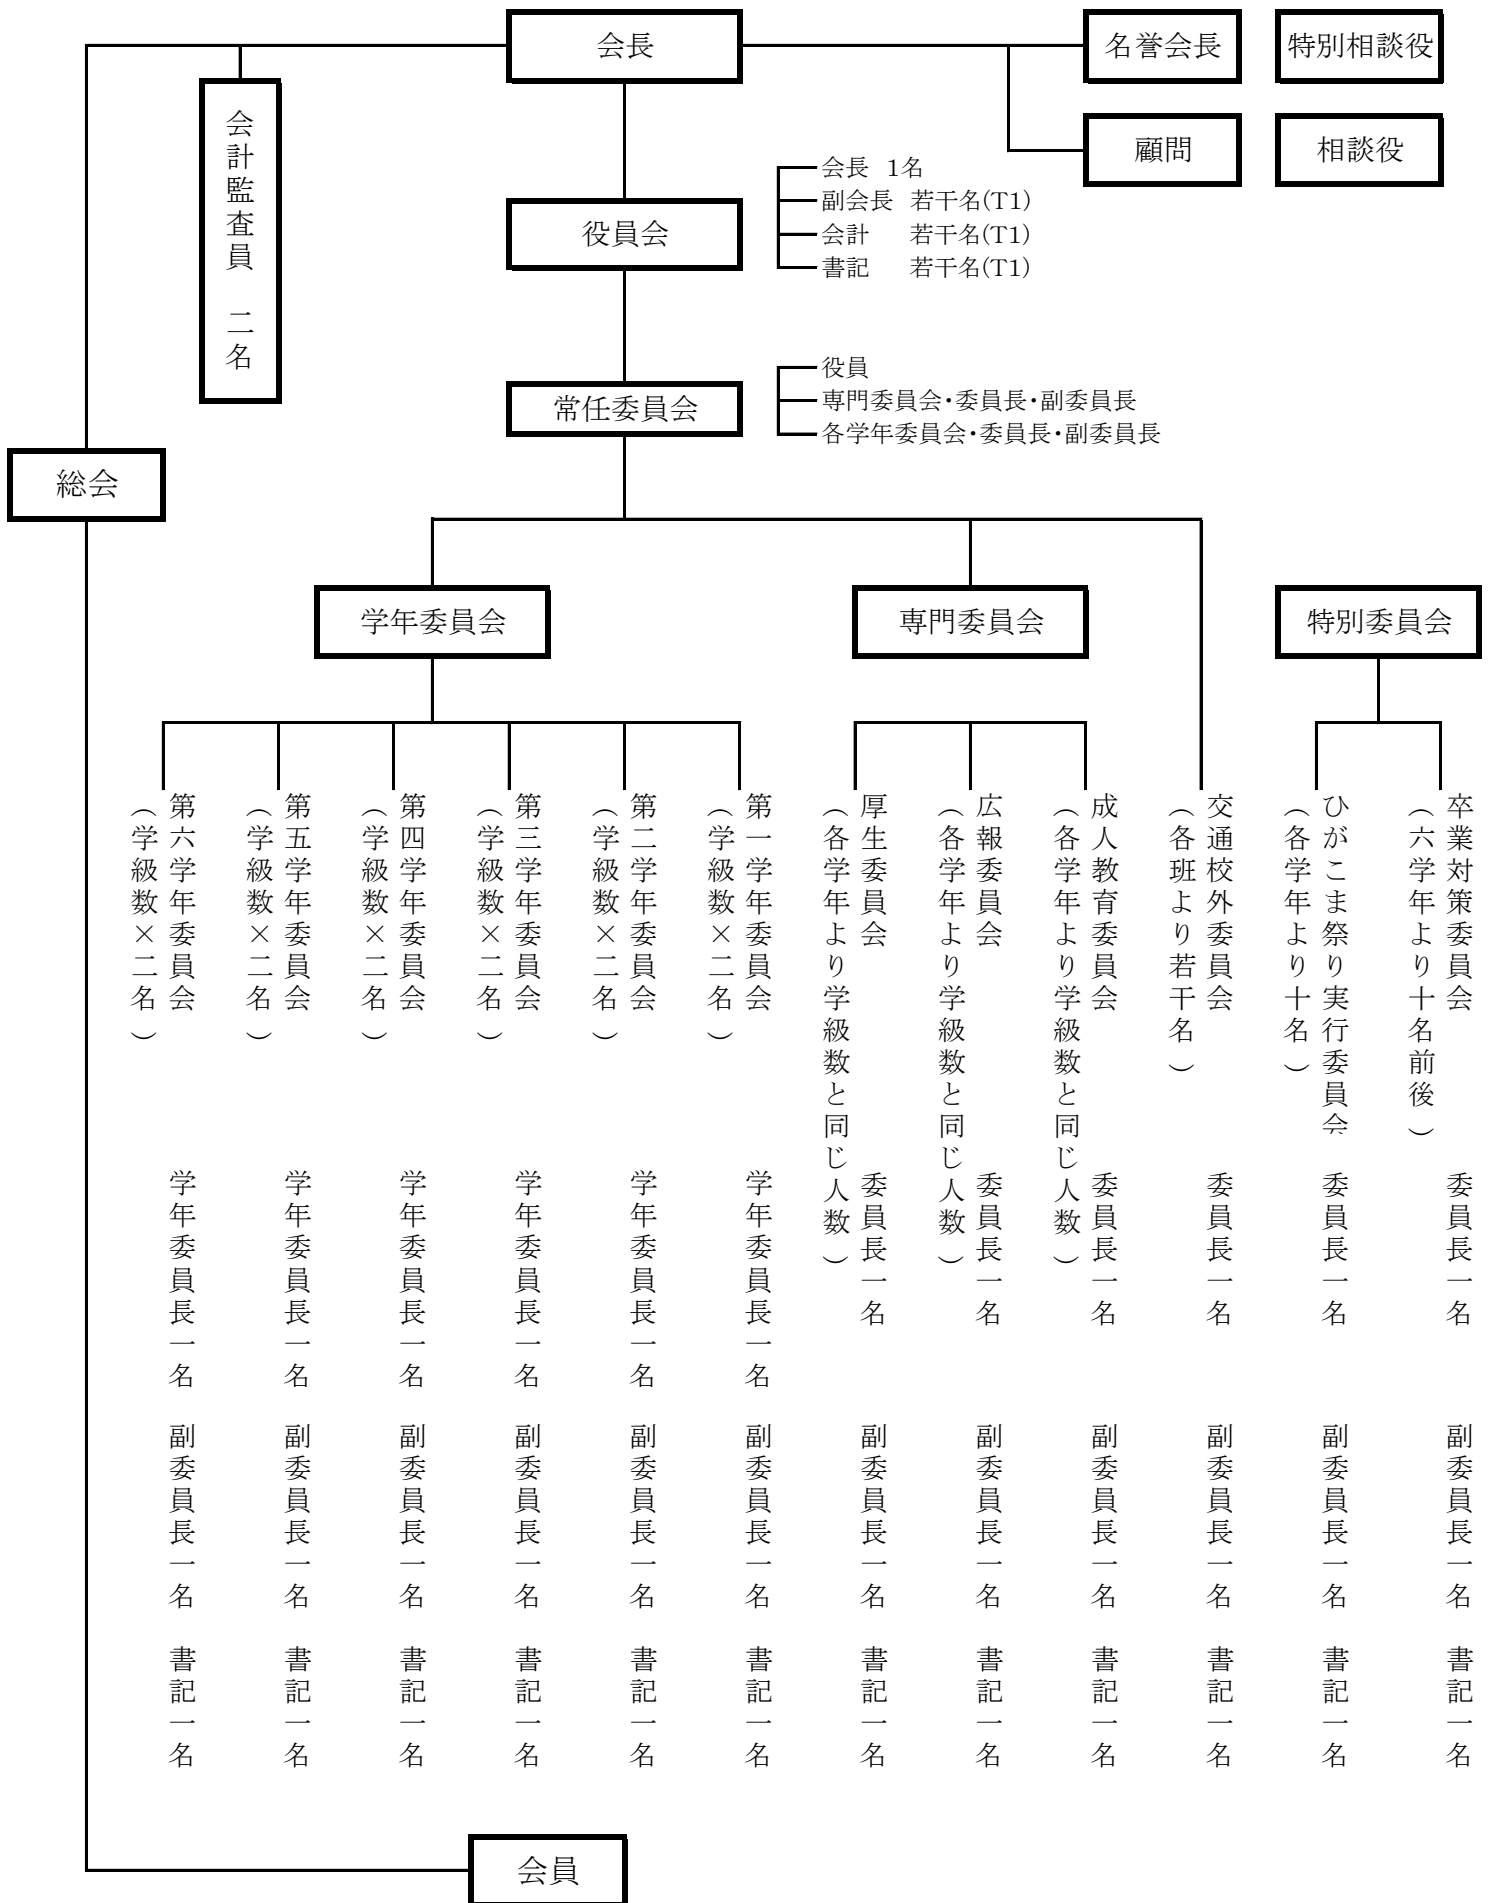 会長
名誉会長
特別相談役
顧問
相談役
会計監査員　二名
会長 1名
副会長 若干名(T1)
会計 若干名(T1)
書記 若干名(T1)
役員会
役員
専門委員会・委員長・副委員長
各学年委員会・委員長・副委員長
常任委員会
総会
学年委員会
専門委員会
特別委員会
卒業対策委員会　委員長一名　副委員長一名　書記一名
（六学年より十名前後）
ひがこま祭り実行委員会　委員長一名　副委員長一名　書記一名
（各学年より十名）
交通校外委員会　委員長一名　副委員長一名　書記一名
（各班より若干名）
成人教育委員会　委員長一名　副委員長一名　書記一名
（各学年より学級数と同じ人数）
広報委員会　委員長一名　副委員長一名　書記一名
（各学年より学級数と同じ人数）
厚生委員会　委員長一名　副委員長一名　書記一名
（各学年より学級数と同じ人数）
第一学年委員会　学年委員長一名　副委員長一名　書記一名
（学級数×二名）
第二学年委員会　学年委員長一名　副委員長一名　書記一名
（学級数×二名）
第三学年委員会　学年委員長一名　副委員長一名　書記一名
（学級数×二名）
第四学年委員会　学年委員長一名　副委員長一名　書記一名
（学級数×二名）
第五学年委員会　学年委員長一名　副委員長一名　書記一名
（学級数×二名）
第六学年委員会　学年委員長一名　副委員長一名　書記一名
（学級数×二名）
会員